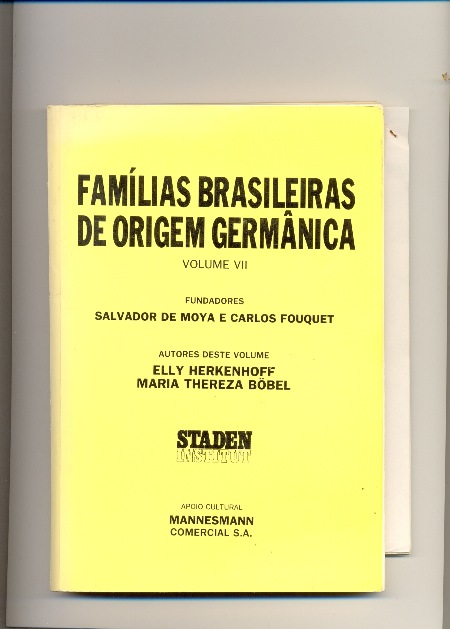 FAMÍLIAS BRASILEIRAS
DE ORIGEM GERMÂNICA
VOLUME VII
FUNDADORES
SALVADOR DE MOYA E CARLOS FOUQUET
AUTORES DESTE VOLUME
ELLY HERKENHOFF
MARIA THEREZA BÖBEL
STADEN
INSTITUT
APOIO CULTURAL
MANNESMANN
COMERCIAL S.A.